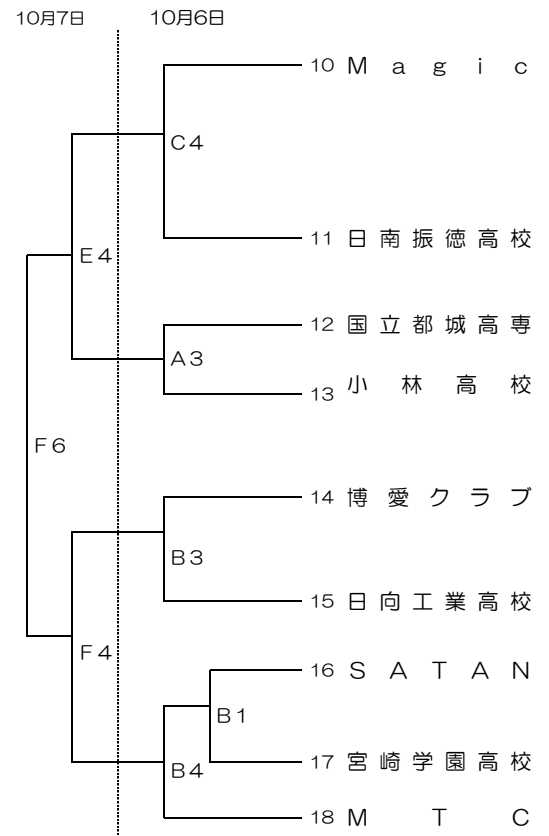 10月7日 10月6日
10 Magic
C4
11 日南振徳高校
E4
12 国立都城高専
A3
13 小林高校
F6
14 博愛クラブ
B3
15 日向工業高校
F4
16 SATAN
B1
17 宮崎学園高校
B4
18 MTC